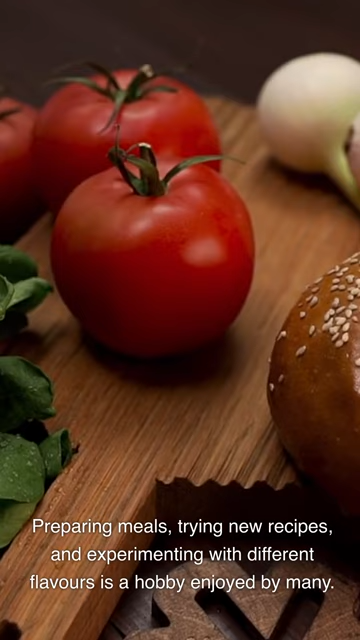 Preparing meals, trying new recipes,
and experimenting with different
flavours is a hobby enjoyed by many.